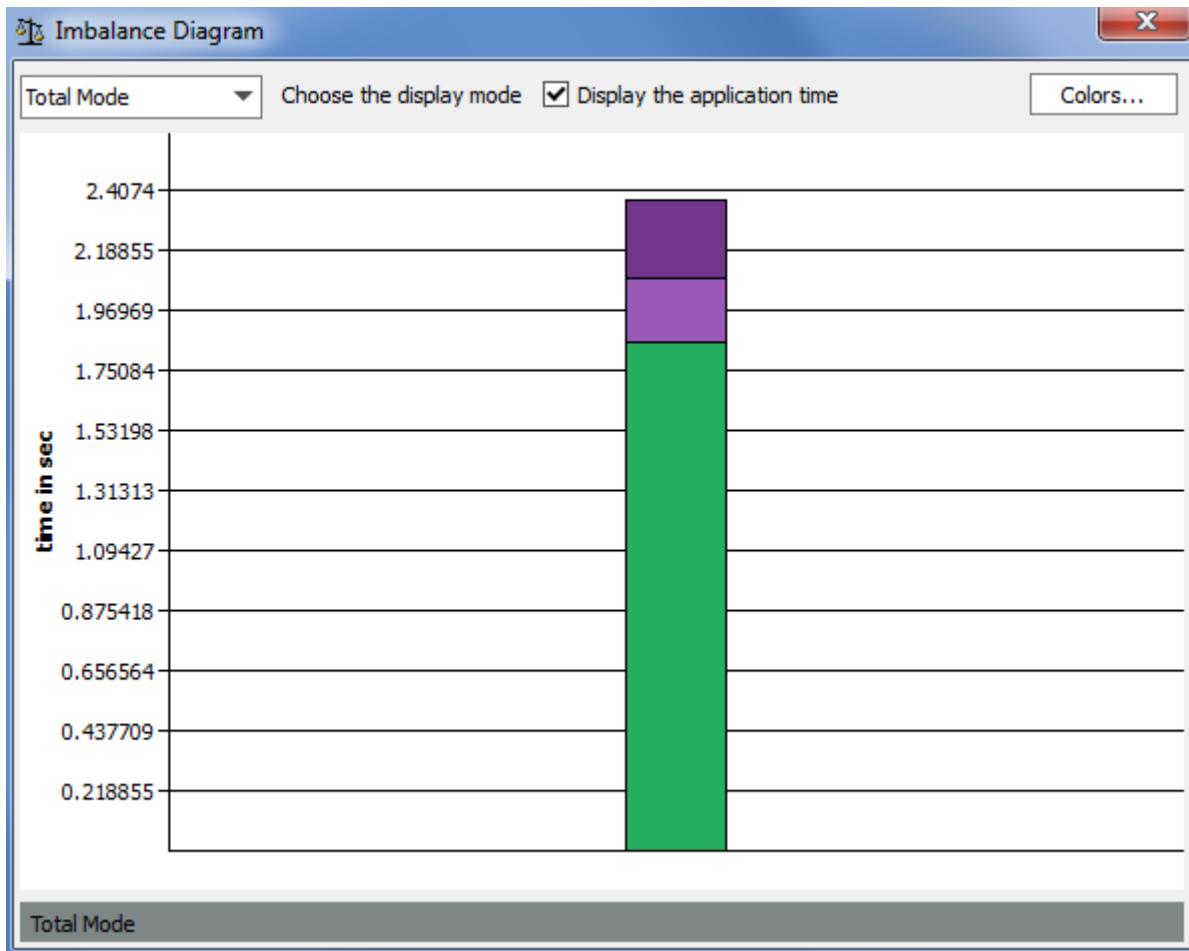 Imbalance Diagram
Total Mode Choose the display mode Display the application time Colors...
2.4074
2.18855
1.96969
1.75084
1.53198
1.31313
1.09427
0.875418
0.656564
0.437709
0.218855
time in sec
Total Mode